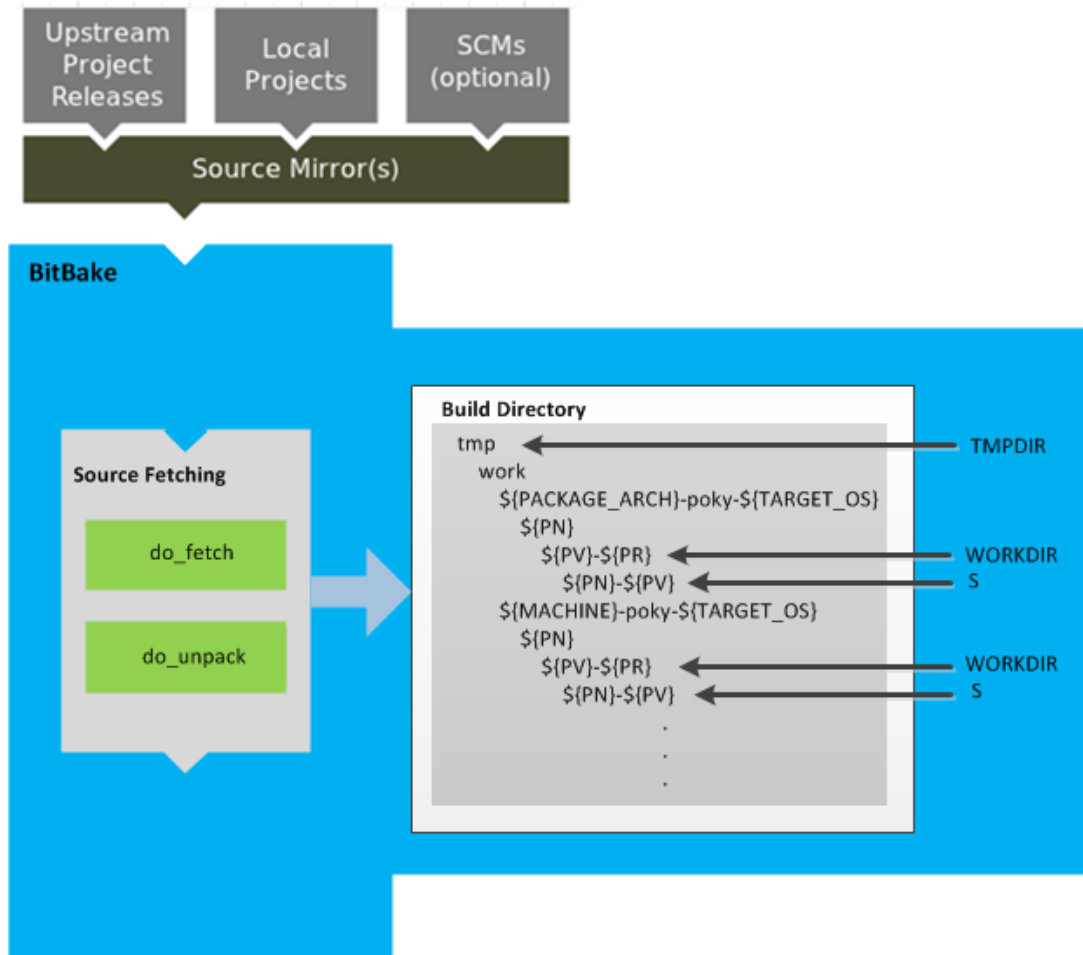 Upstream
Project
Releases
Local
Projects
SCMs
(optional)
Source Mirror(s)
BitBake
Source Fetching
do_fetch
do_unpack
Build Directory
tmp
TMPDIR
work
${PACKAGE_ARCH}-poky-${TARGET_OS}
${PN}
${PV}-${PR}
WORKDIR
${PN}-${PV}
S
${MACHINE}-poky-${TARGET_OS}
${PN}
${PV}-${PR}
WORKDIR
${PN}-${PV}
S
.
.
.